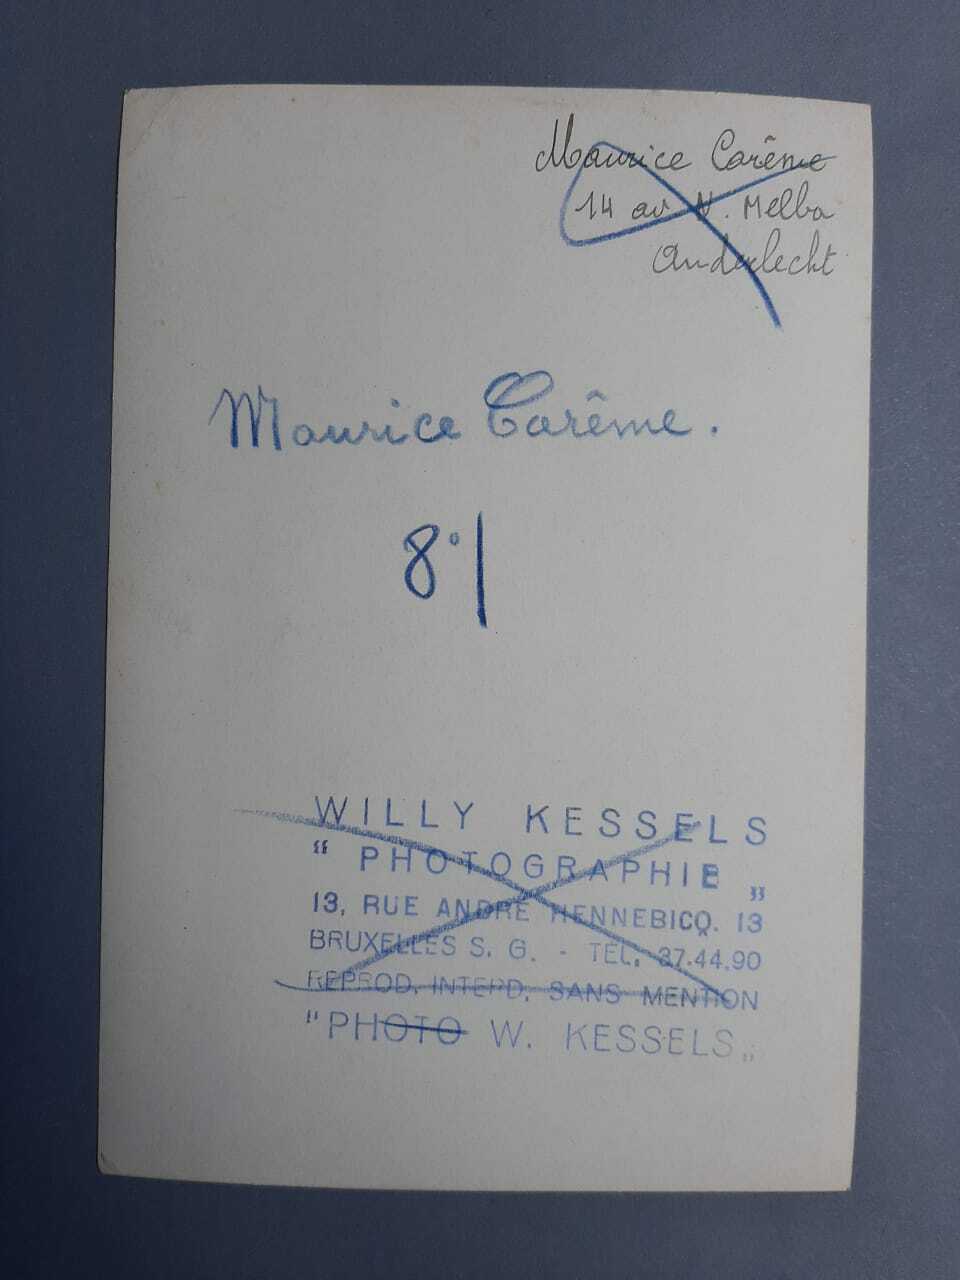 Maurice Carême
14 av N. Melba
Anderlecht
Maurice Carême.
8°/
WILLY KESSELS
“ PHOTOGRAPHIE „
13, RUE ANDRÉ HENNEBICQ. 13
BRUXELLES S. G. - TÉL. 37.44.90
REPROD. INTERD. SANS MENTION
"PHOTO W. KESSELS„